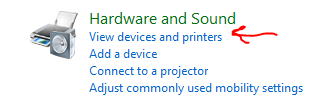 Hardware and Sound
View devices and printers
Add a device
Connect to a projector
Adjust commonly used mobility settings